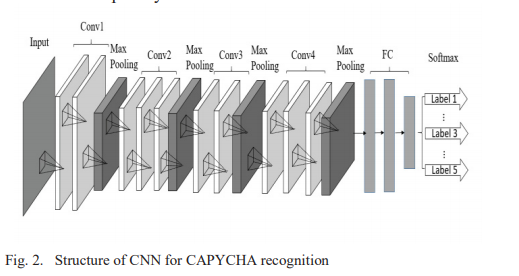 Conv1
Input
Max Pooling
Conv2
Max Pooling
Conv3
Max Pooling
Conv4
Max Pooling
FC
Softmax
Label 1
Label 3
Label 5
Fig. 2. Structure of CNN for CAPYCHA recognition